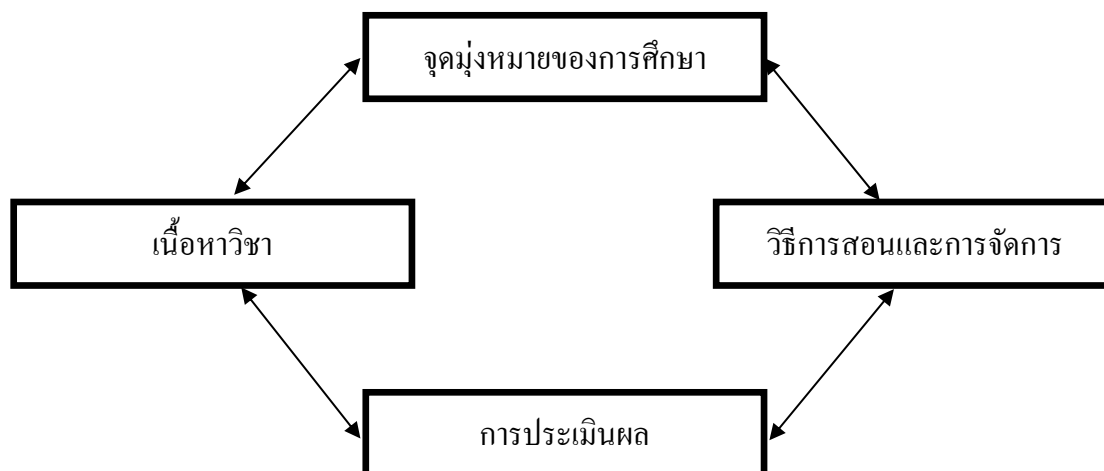 จุดมุ่งหมายของการศึกษา
เนื้อหาวิชา
วิธีการสอนและการจัดการ
การประเมินผล